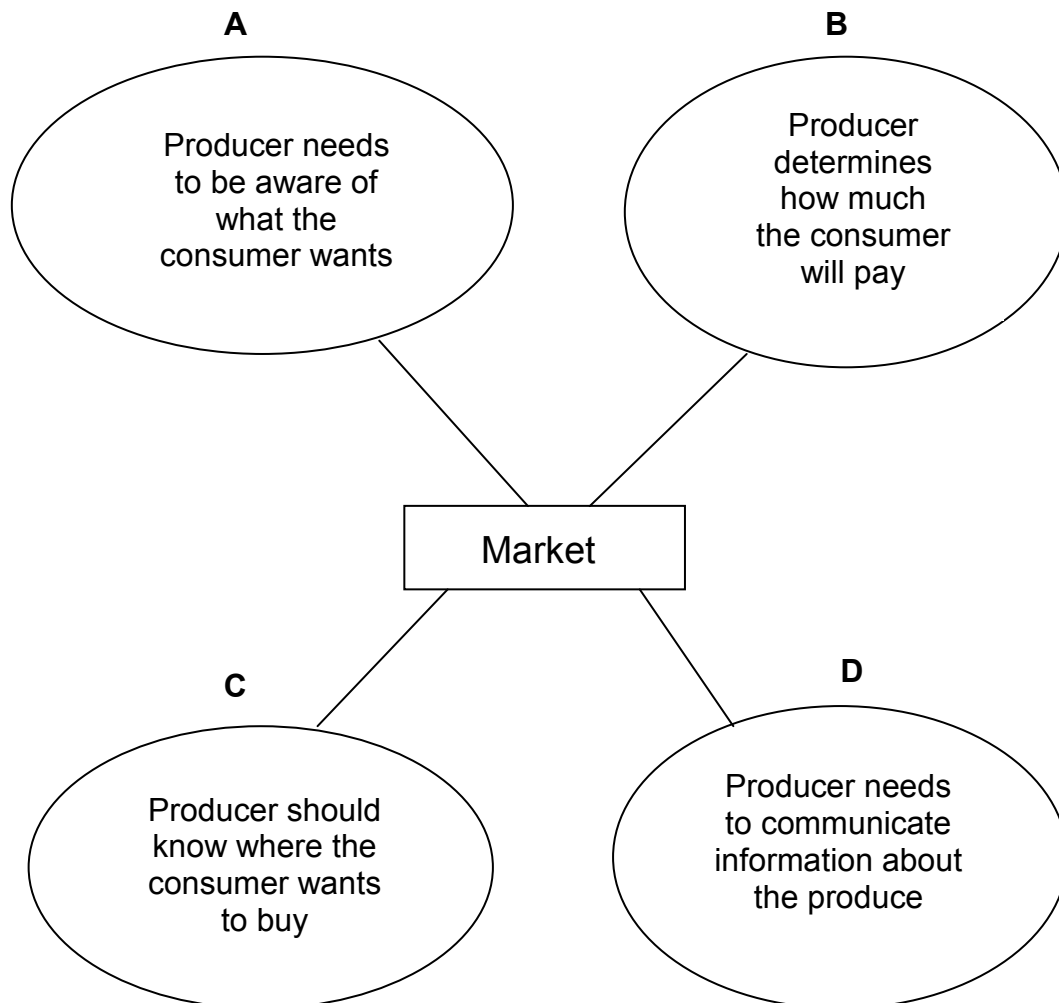 A
Producer needs
to be aware of
what the
consumer wants
B
Producer
determines
how much
the consumer
will pay
Market
C
Producer should
know where the
consumer wants
to buy
D
Producer needs
to communicate
information about
the produce